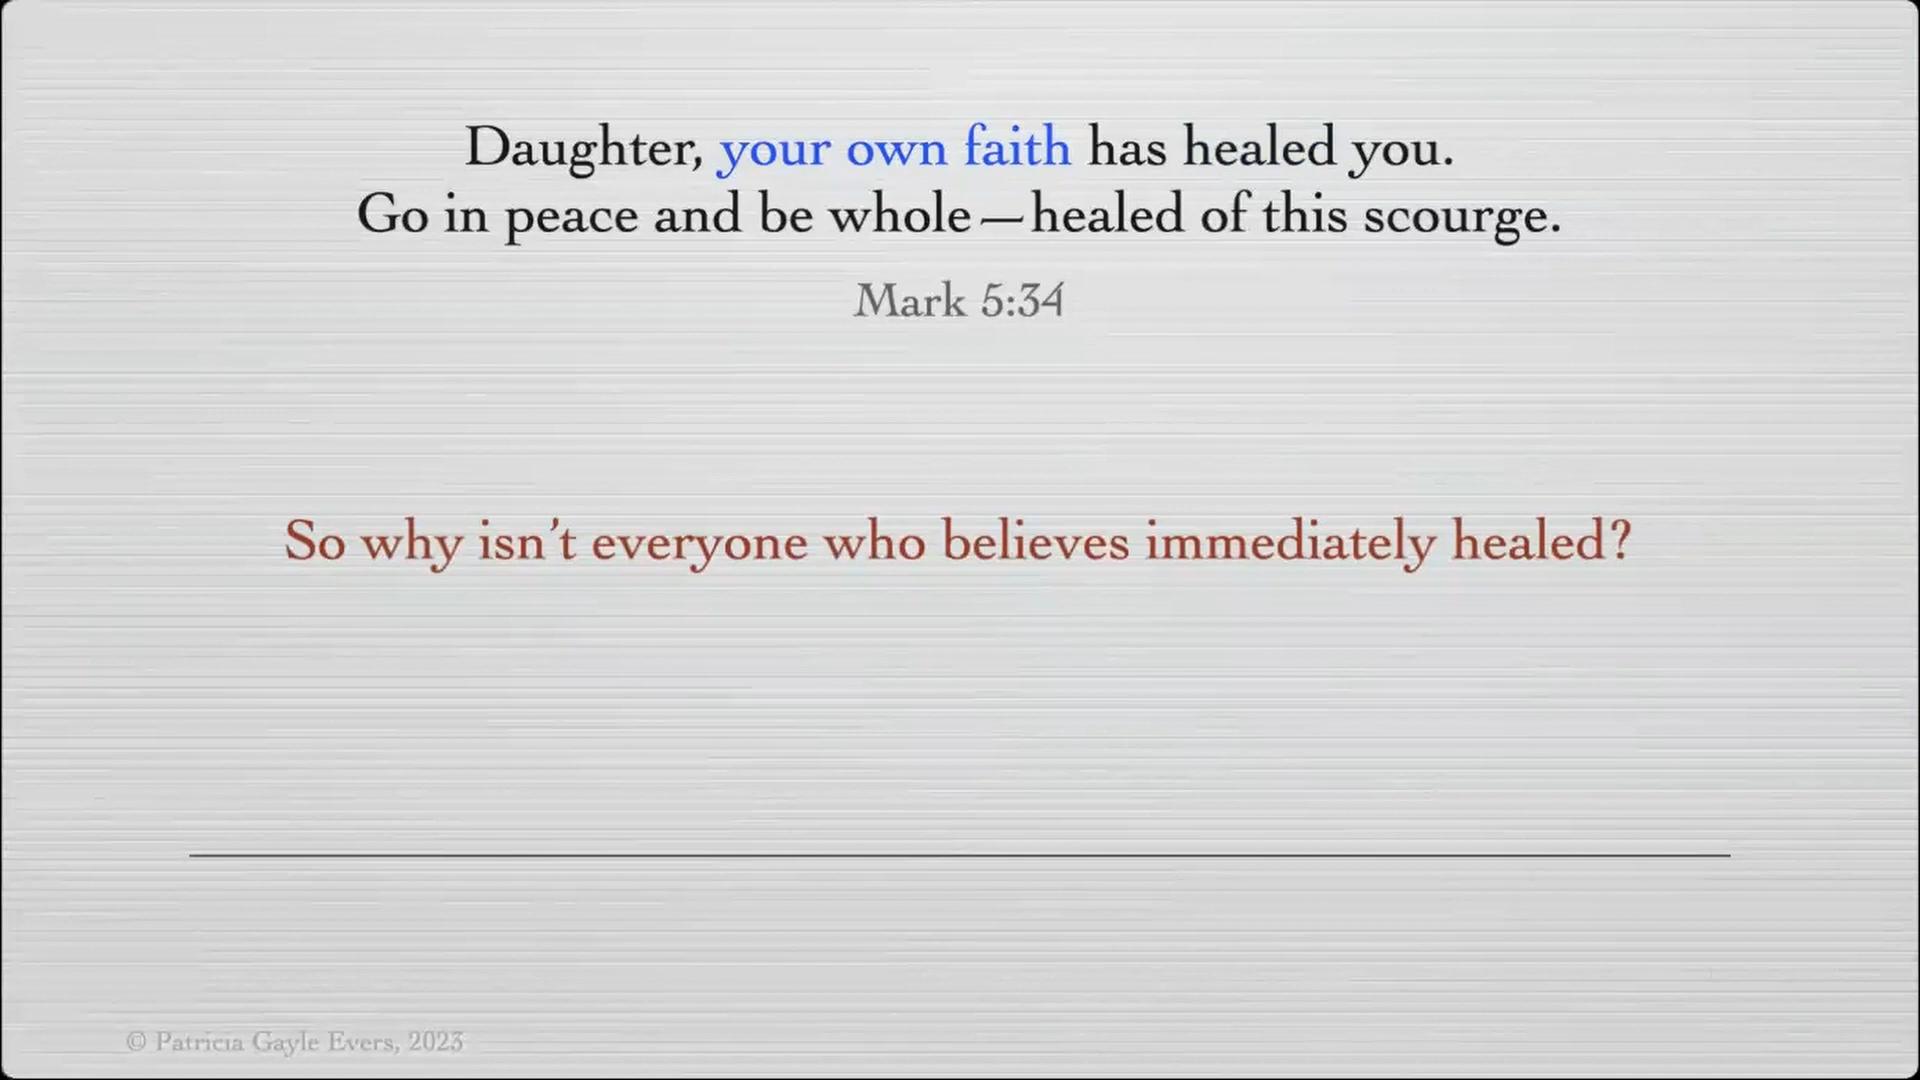 Daughter, your own faith has healed you.
Go in peace and be whole—healed of this scourge.
Mark 5:34
So why isn’t everyone who believes immediately healed?
© Patricia Gayle Evers, 2023